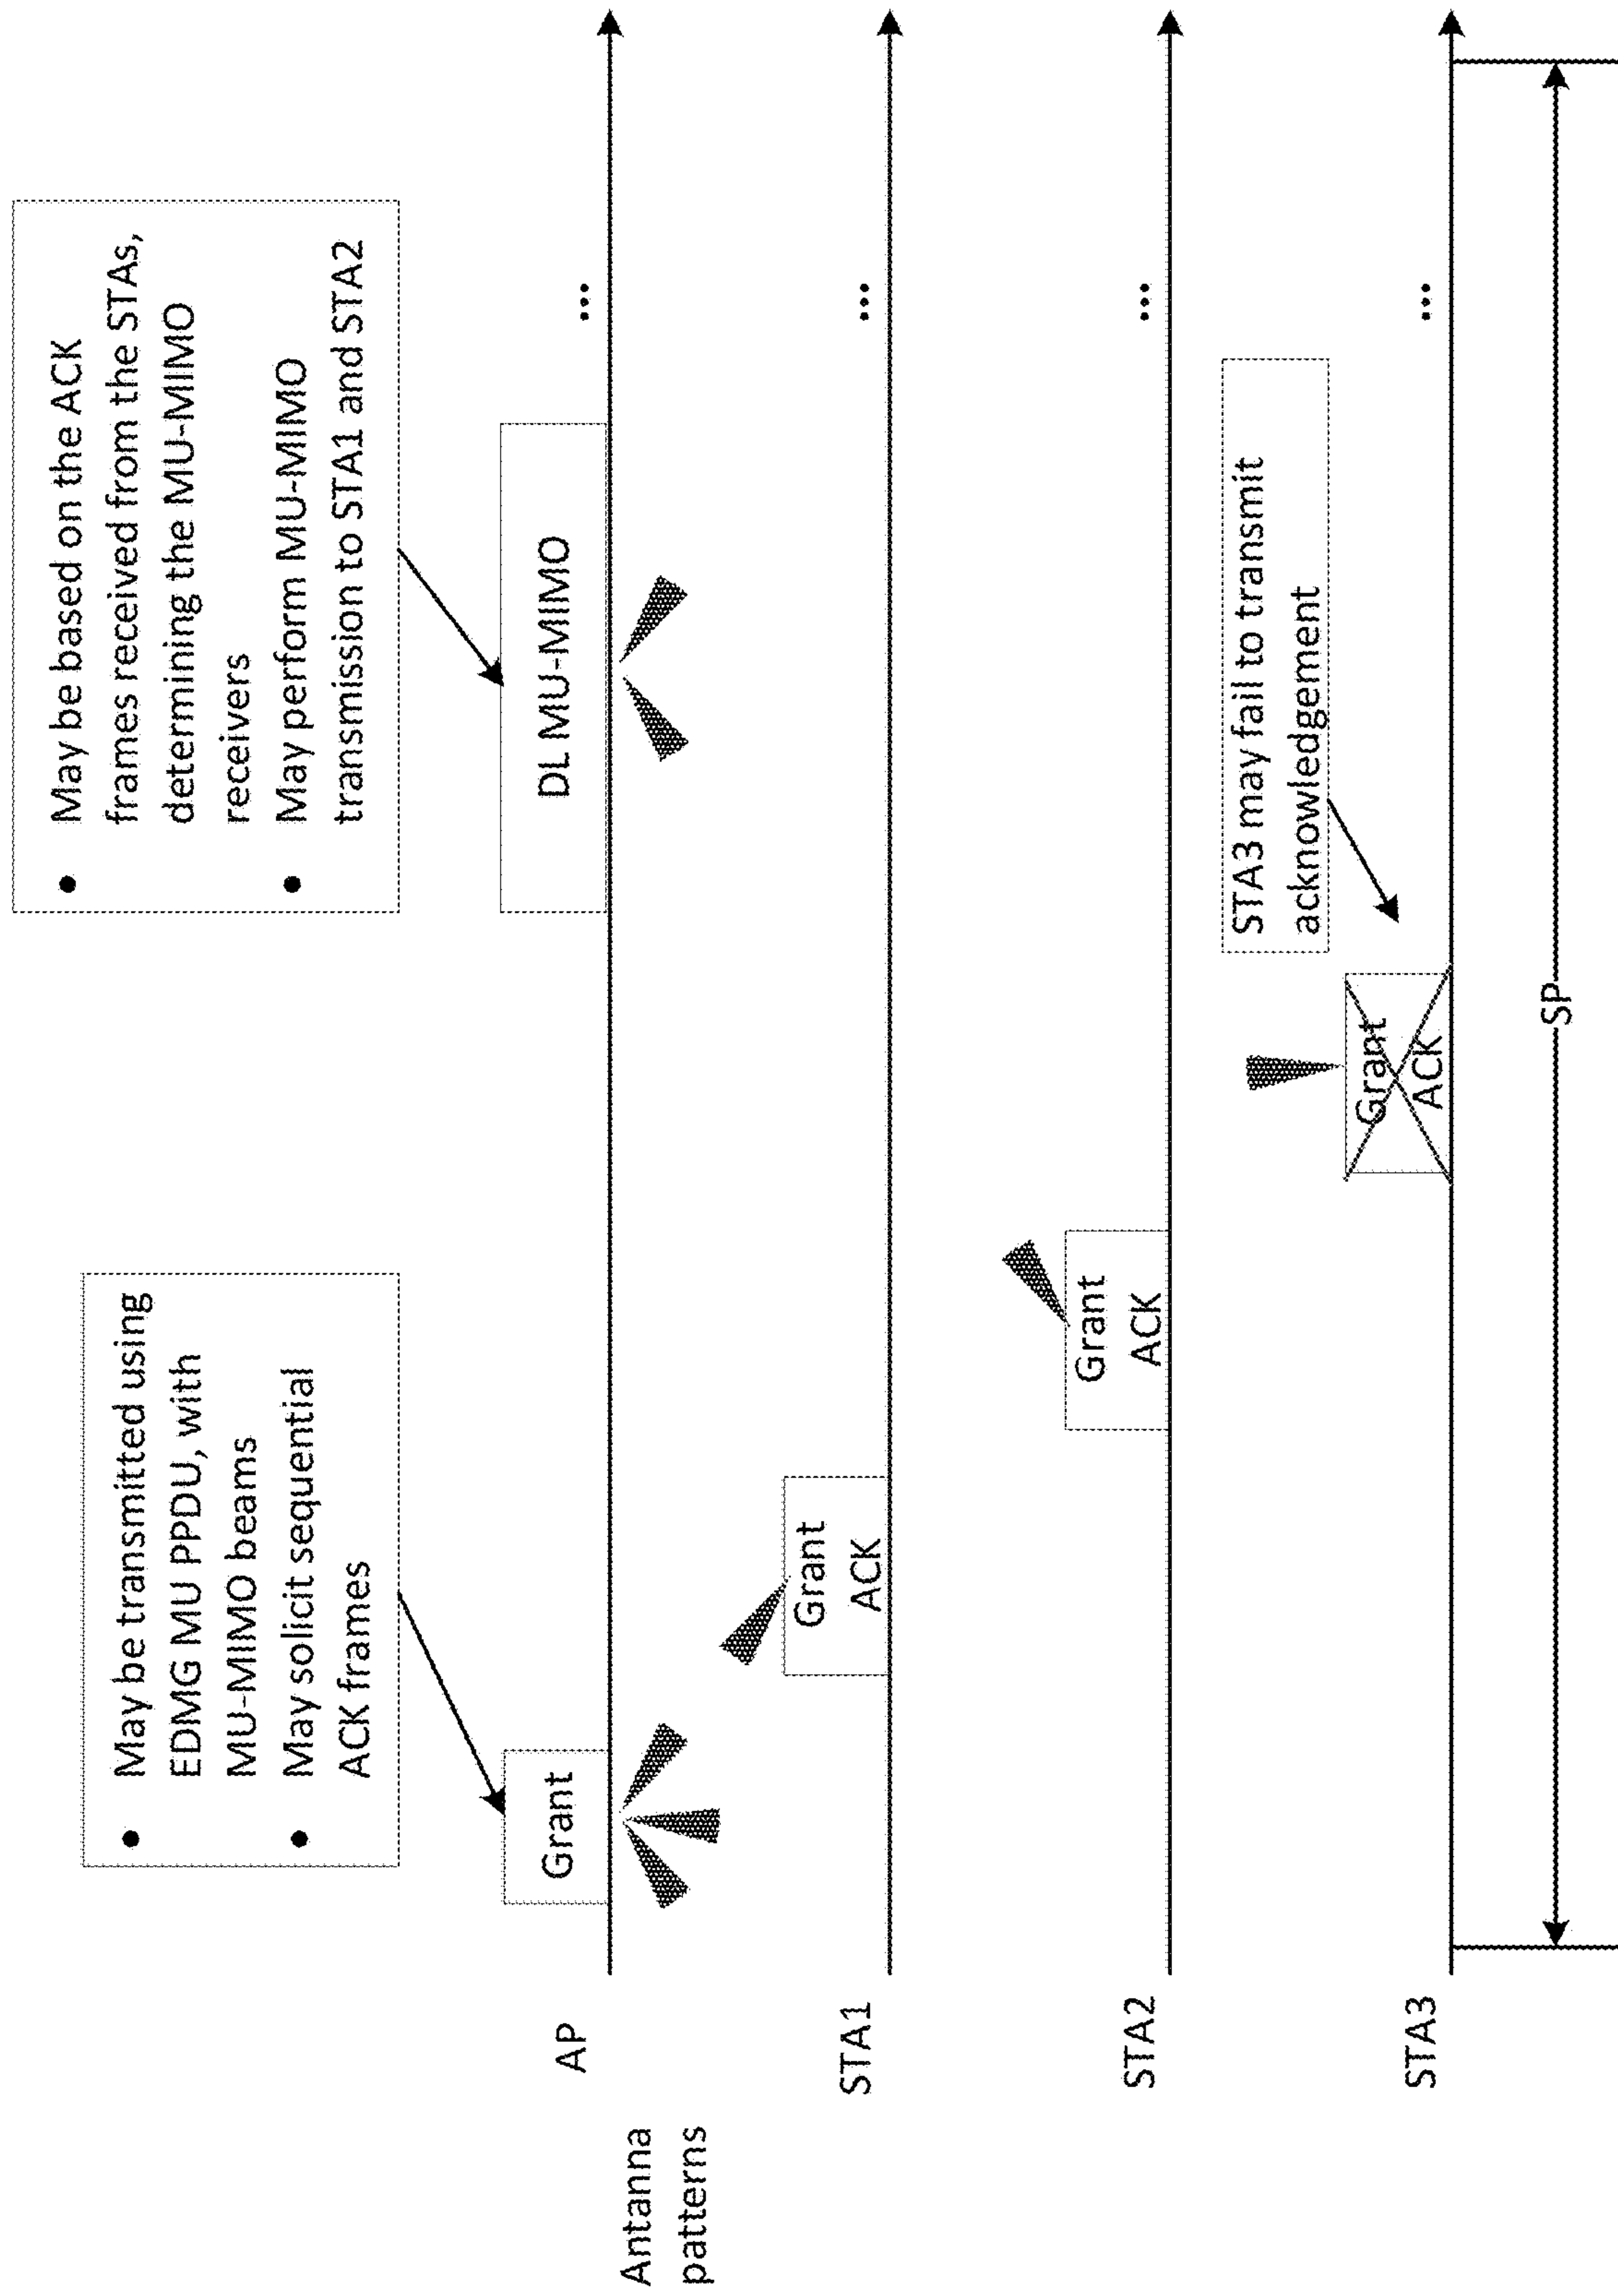 • May be transmitted using
EDMG MU PPDU, with
MU-MIMO beams
• May solicit sequential
ACK frames
• May be based on the ACK
frames received from the STAs,
determining the MU-MIMO
receivers
• May perform MU-MIMO
transmission to STA1 and STA2
AP
Grant
DL MU-MIMO
...
Antanna
patterns
STA1
Grant
ACK
...
STA2
Grant
ACK
...
STA3 may fail to transmit
acknowledgement
STA3
Grant
ACK
...
SP